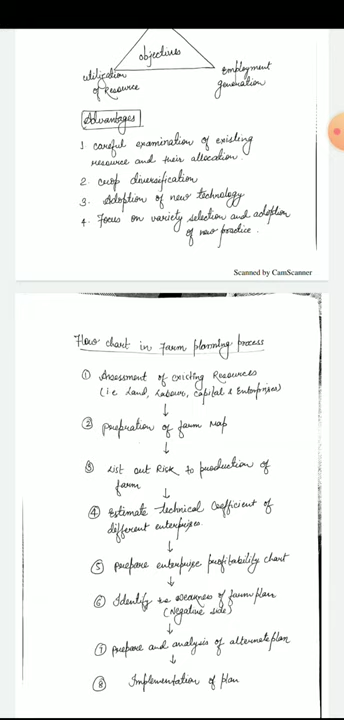 objectives
utilization
of Resource
Employment
generation
Advantages
1. careful examination of existing
resource and their allocation
2. crop diversification
3. Adoption of new technology
4. Focus on variety selection and adoption
of new practice.
Scanned by CamScanner
Flow chart in Farm planning process
① Assessment of existing Resources
(i.e Land, Labour, Capital & Enterprises)
↓
② prepration of farm Map
↓
③ List out Risk to production of
farm
↓
④ Estimate technical coefficient of
different enterprises.
↓
⑤ prepare enterprise profitability chart
↓
⑥ Identify the weakness of farm plan
(Negative side)
↓
⑦ prepare and analysis of alternate plan
↓
⑧ Implementation of plan